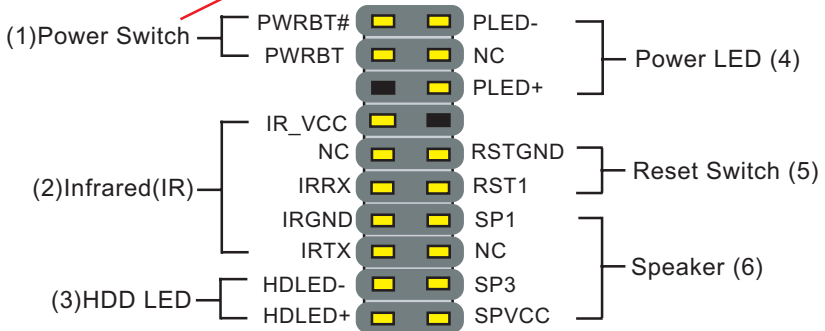 (1)Power Switch
PWRBT#
PWRBT
PLED-
NC
PLED+
Power LED (4)
(2)Infrared(IR)
IR_VCC
NC
IRRX
IRGND
IRTX
RSTGND
RST1
Reset Switch (5)
(3)HDD LED
HDLED-
HDLED+
SP1
NC
SP3
SPVCC
Speaker (6)